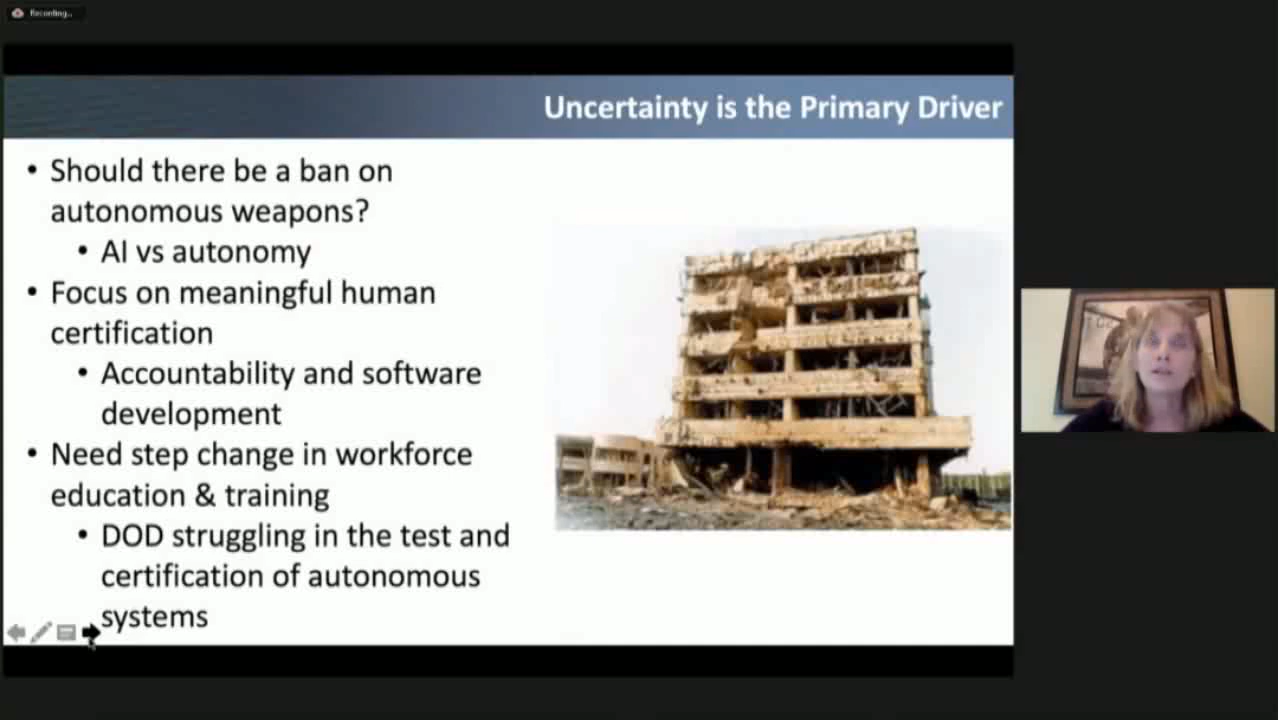 Recording...
Uncertainty is the Primary Driver
• Should there be a ban on
autonomous weapons?
• AI vs autonomy
• Focus on meaningful human
certification
• Accountability and software
development
• Need step change in workforce
education & training
• DOD struggling in the test and
certification of autonomous
systems